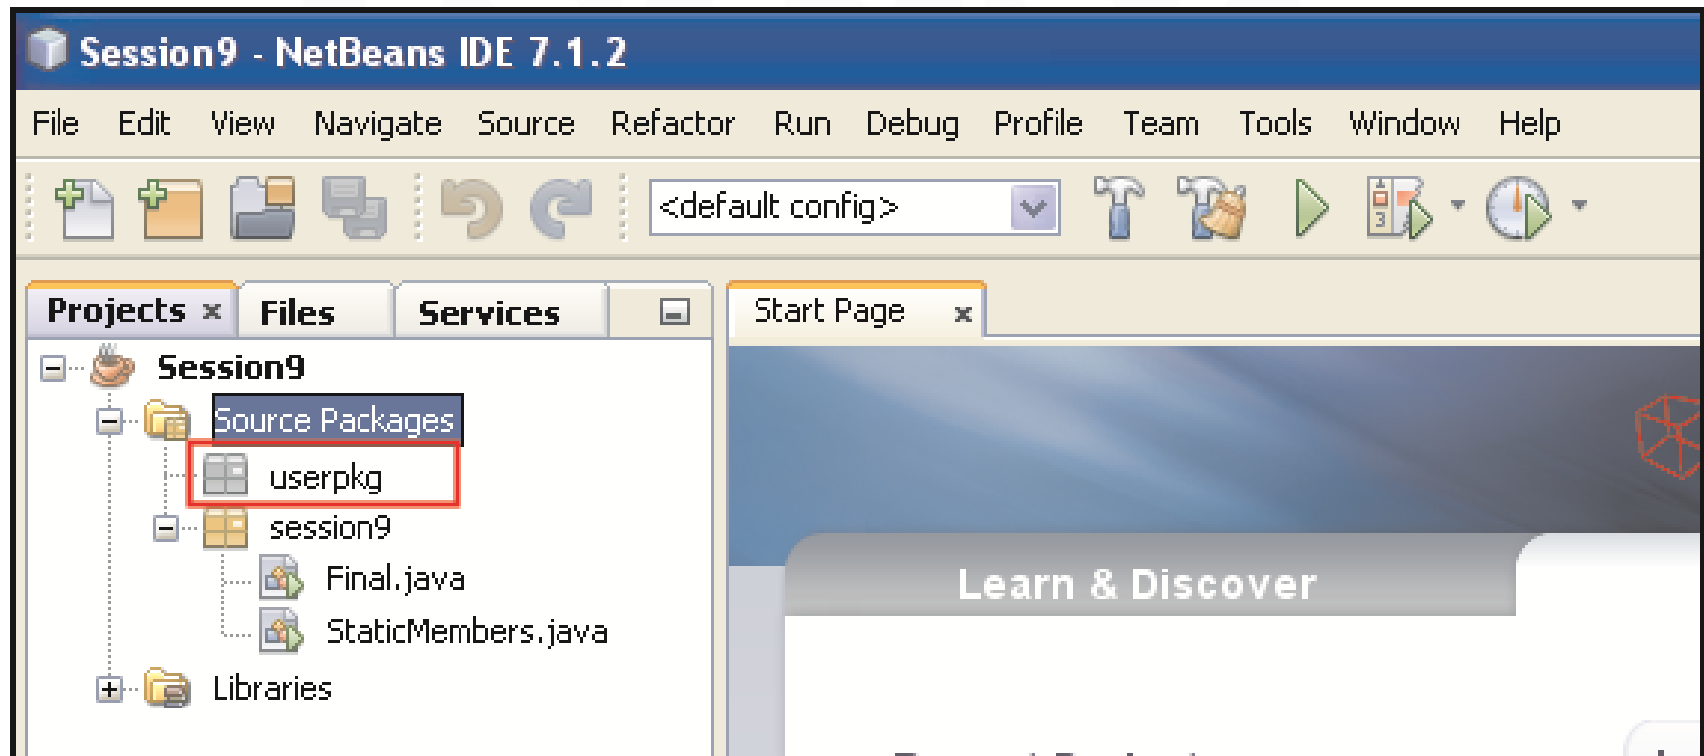 Session9 - NetBeans IDE 7.1.2
File Edit View Navigate Source Refactor Run Debug Profile Team Tools Window Help
<default config>
Projects x Files Services
Start Page x
Session9
Source Packages
userpkg
session9
Final.java
StaticMembers.java
Libraries
Learn & Discover